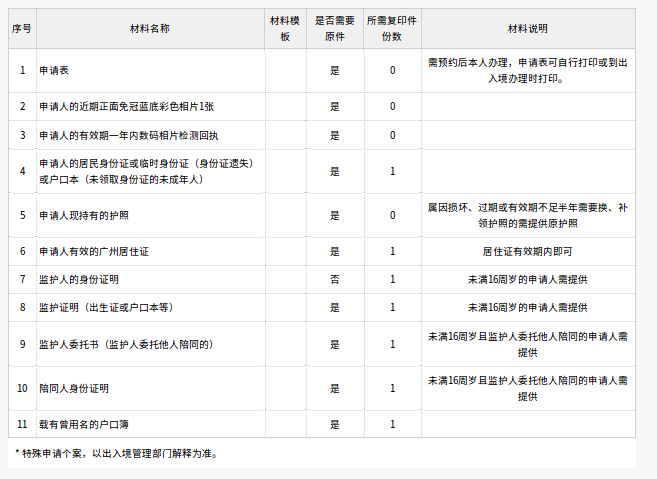 序号 材料名称 材料模板 是否需要原件 所需复印件份数 材料说明
1 申请表 是 0 需预约后本人办理，申请表可自行打印或到出入境办理时打印。
2 申请人的近期正面免冠蓝底彩色相片1张 是 0
3 申请人的有效期一年内数码相片检测回执 是 0
4 申请人的居民身份证或临时身份证（身份证遗失）或户口本（未领取身份证的未成年人） 是 1
5 申请人现持有的护照 是 0 属因损坏、过期或有效期不足半年需要换、补领护照的需提供原护照
6 申请人有效的广州居住证 是 1 居住证有效期内即可
7 监护人的身份证明 否 1 未满16周岁的申请人需提供
8 监护证明（出生证或户口本等） 是 1 未满16周岁的申请人需提供
9 监护人委托书（监护人委托他人陪同的） 是 1 未满16周岁且监护人委托他人陪同的申请人需提供
10 陪同人身份证明 是 1 未满16周岁且监护人委托他人陪同的申请人需提供
11 载有曾用名的户口簿 是 1
* 特殊申请个案，以出入境管理部门解释为准。